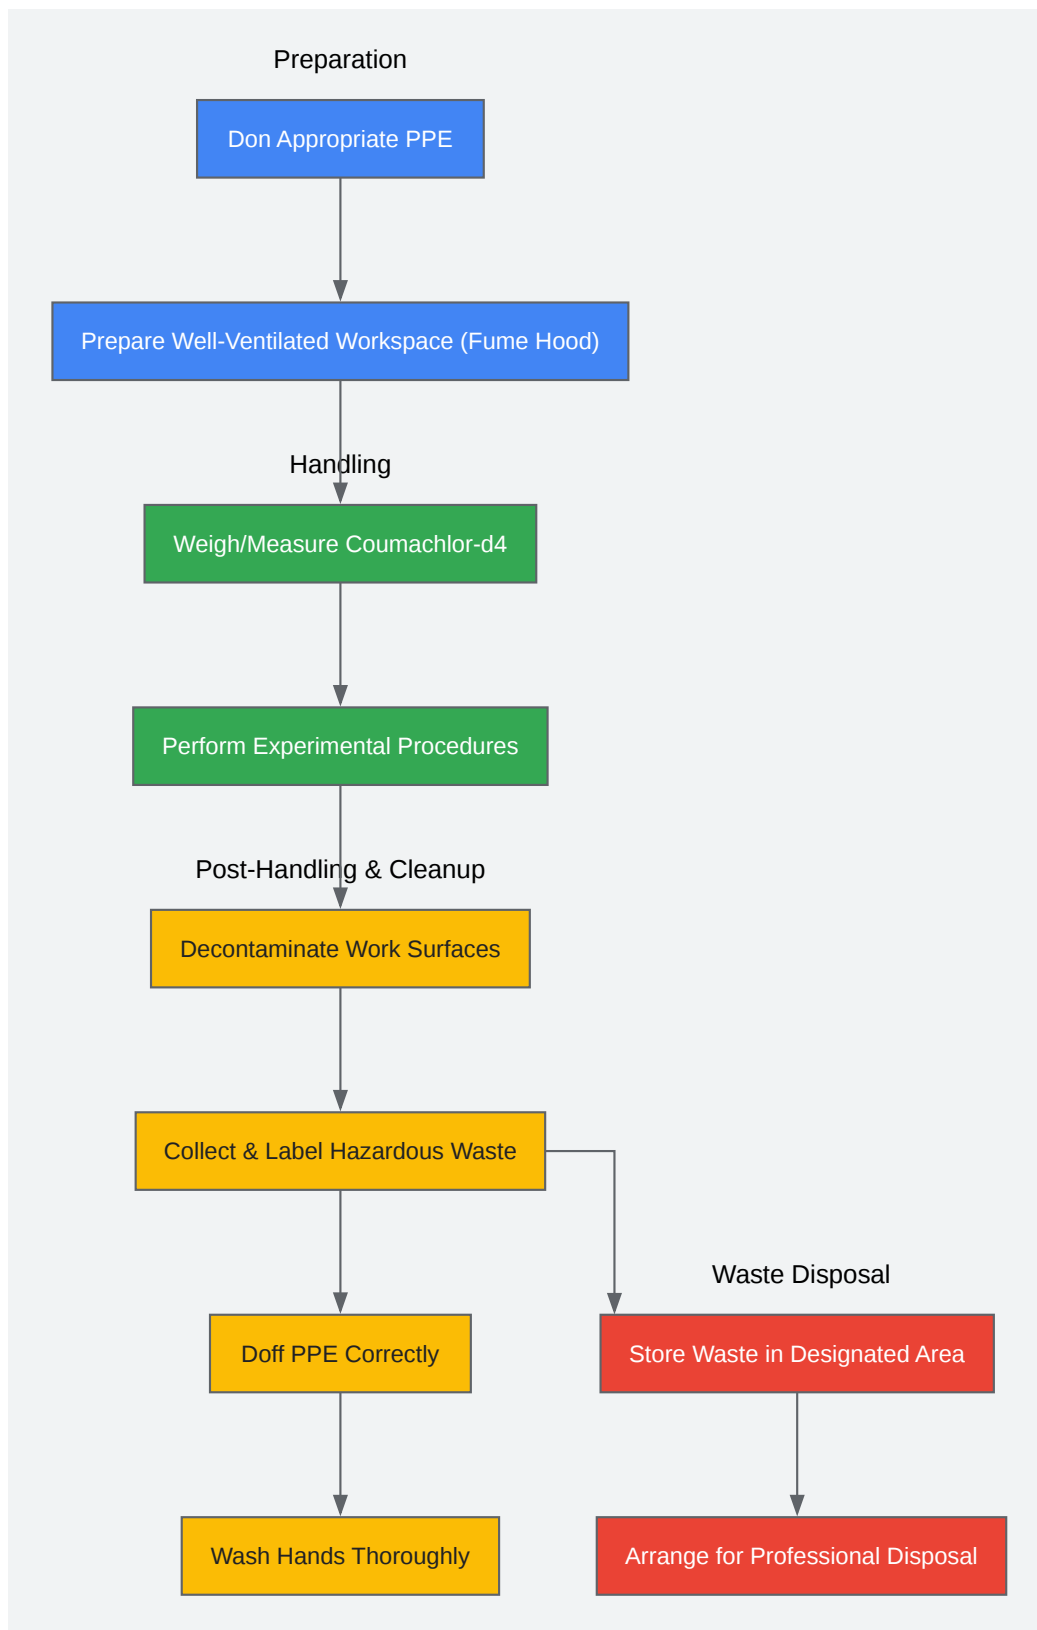 Preparation
Don Appropriate PPE
Prepare Well-Ventilated Workspace (Fume Hood)
Handling
Weigh/Measure Coumachlor-d4
Perform Experimental Procedures
Post-Handling & Cleanup
Decontaminate Work Surfaces
Collect & Label Hazardous Waste
Waste Disposal
Doff PPE Correctly
Store Waste in Designated Area
Wash Hands Thoroughly
Arrange for Professional Disposal